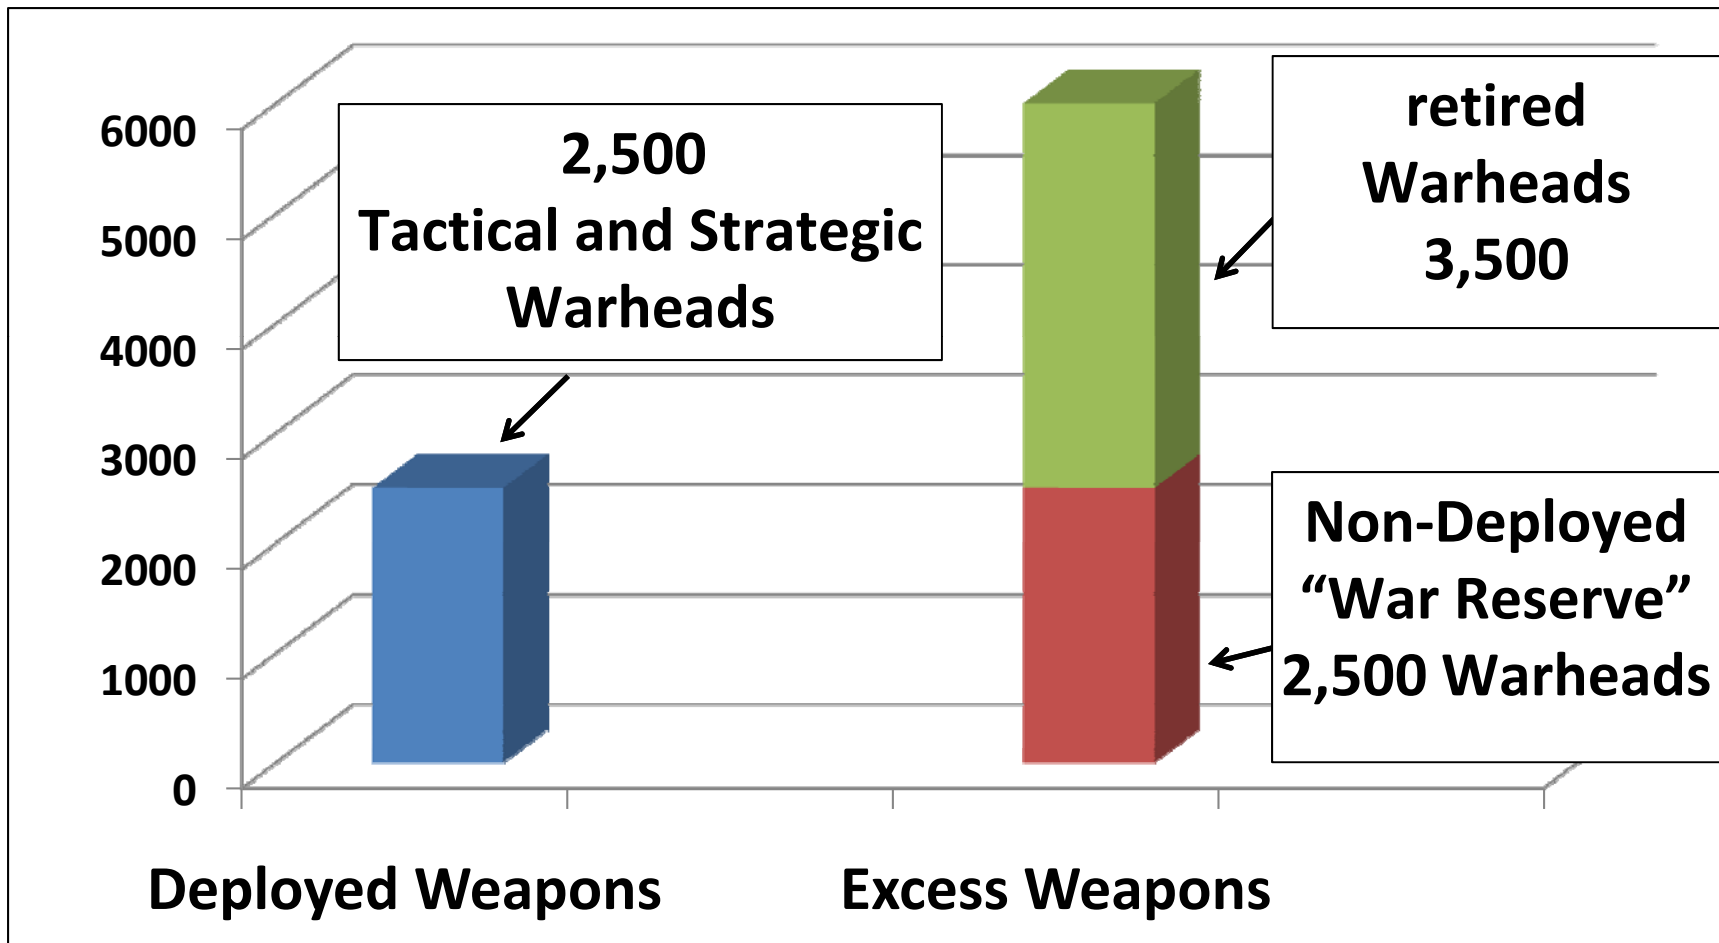 6000
5000
4000
3000
2000
1000
0
2,500
Tactical and Strategic
Warheads
retired
Warheads
3,500
Non-Deployed
“War Reserve”
2,500 Warheads
Deployed Weapons
Excess Weapons